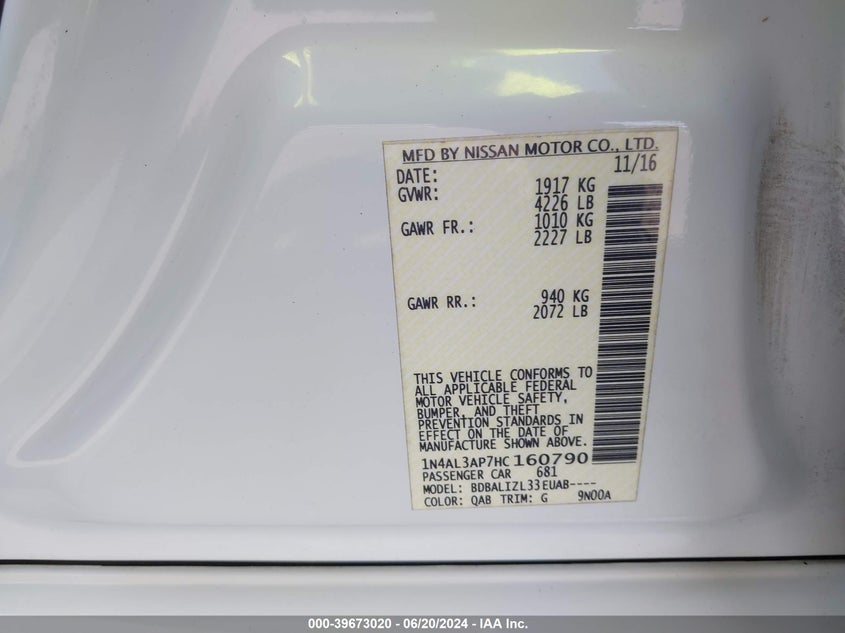 MFD BY NISSAN MOTOR CO., LTD.
DATE: 11/16
GVWR: 1917 KG
4226 LB
GAWR FR.: 1010 KG
2227 LB
GAWR RR.: 940 KG
2072 LB
THIS VEHICLE CONFORMS TO
ALL APPLICABLE FEDERAL
MOTOR VEHICLE SAFETY,
BUMPER, AND THEFT
PREVENTION STANDARDS IN
EFFECT ON THE DATE OF
MANUFACTURE SHOWN ABOVE.
1N4AL3AP7HC160790
PASSENGER CAR 681
MODEL: BDBALIZL33EUAB----
COLOR: QAB TRIM: G 9N00A
000-39673020 - 06/20/2024 - IAA Inc.